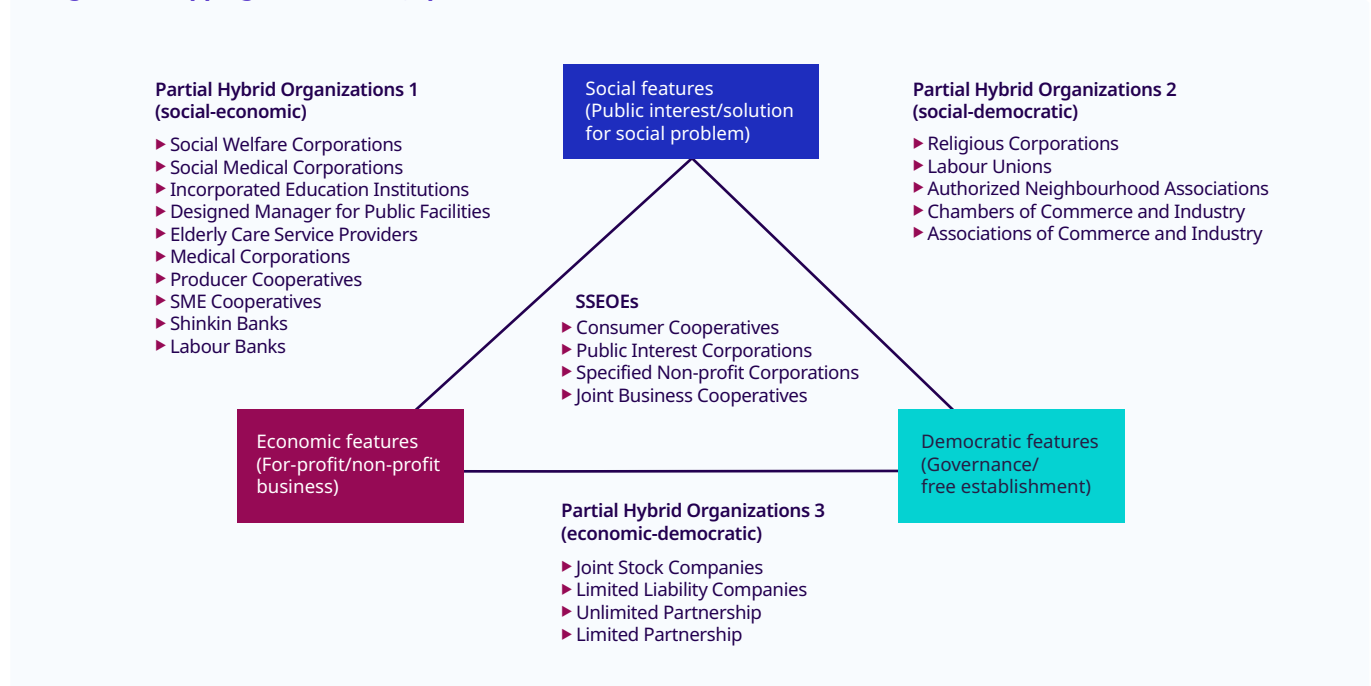 Partial Hybrid Organizations 1
(social-economic)
▶ Social Welfare Corporations
▶ Social Medical Corporations
▶ Incorporated Education Institutions
▶ Designed Manager for Public Facilities
▶ Elderly Care Service Providers
▶ Medical Corporations
▶ Producer Cooperatives
▶ SME Cooperatives
▶ Shinkin Banks
▶ Labour Banks
Social features
(Public interest/solution
for social problem)
Partial Hybrid Organizations 2
(social-democratic)
▶ Religious Corporations
▶ Labour Unions
▶ Authorized Neighbourhood Associations
▶ Chambers of Commerce and Industry
▶ Associations of Commerce and Industry
SSEOEs
▶ Consumer Cooperatives
▶ Public Interest Corporations
▶ Specified Non-profit Corporations
▶ Joint Business Cooperatives
Economic features
(For-profit/non-profit
business)
Democratic features
(Governance/
free establishment)
Partial Hybrid Organizations 3
(economic-democratic)
▶ Joint Stock Companies
▶ Limited Liability Companies
▶ Unlimited Partnership
▶ Limited Partnership